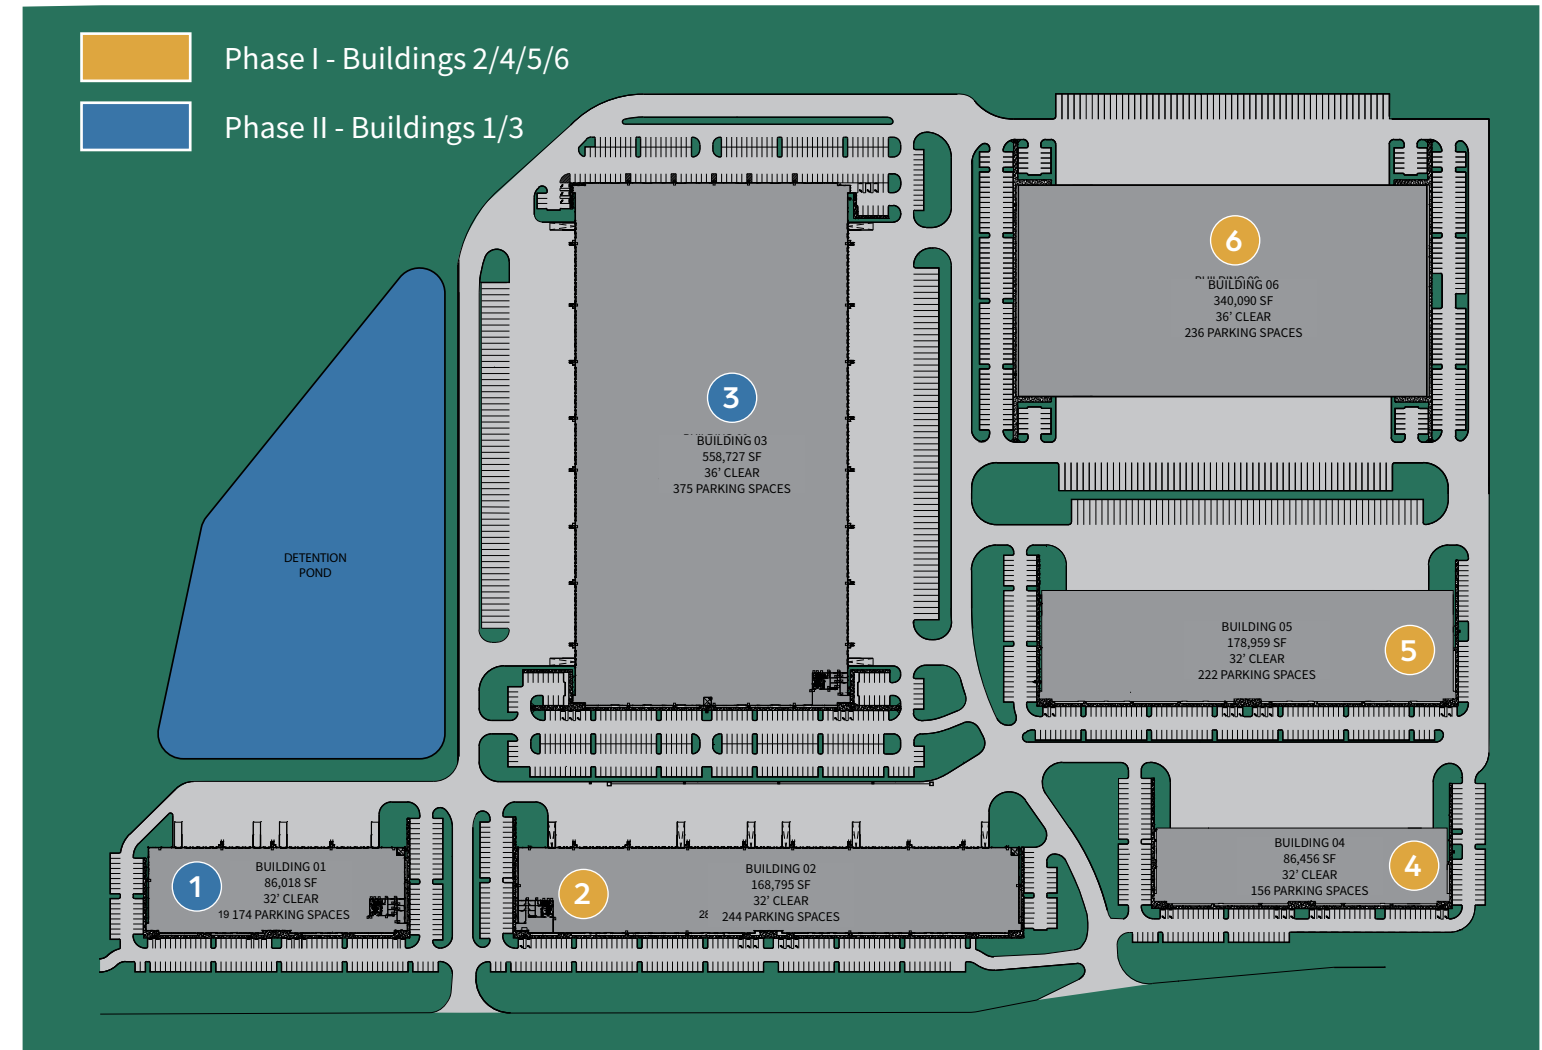 Phase I - Buildings 2/4/5/6
Phase II - Buildings 1/3
6
BUILDING 06
340,090 SF
36’ CLEAR
236 PARKING SPACES
3
BUILDING 03
558,727 SF
36’ CLEAR
375 PARKING SPACES
DETENTION
POND
BUILDING 05
178,959 SF
32’ CLEAR
222 PARKING SPACES
5
1
BUILDING 01
86,018 SF
32’ CLEAR
19 174 PARKING SPACES
2
BUILDING 02
168,795 SF
32’ CLEAR
244 PARKING SPACES
BUILDING 04
86,456 SF
32’ CLEAR
156 PARKING SPACES
4